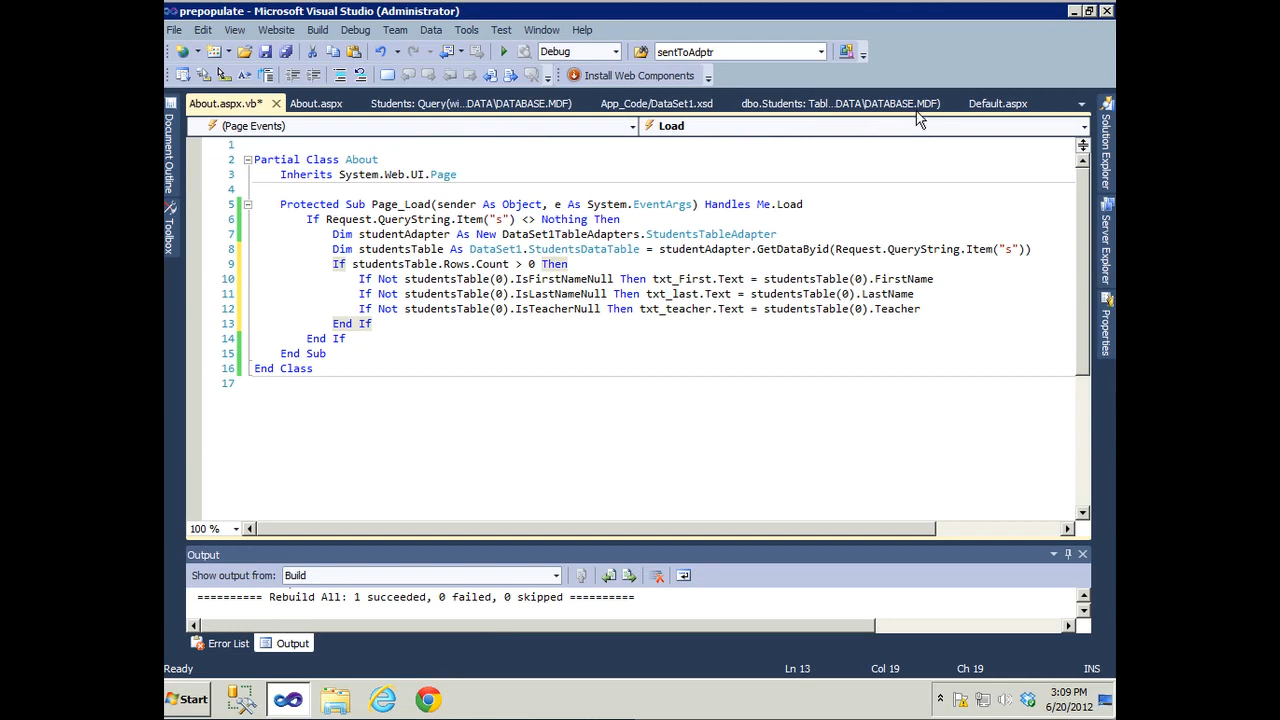 prepopulate - Microsoft Visual Studio (Administrator)
File Edit View Website Build Debug Team Data Tools Test Window Help
Debug sentToAdptr
Install Web Components
About.aspx.vb* About.aspx Students: Query(wi...DATA\DATABASE.MDF) App_Code/DataSet1.xsd dbo.Students: Tabl...DATA\DATABASE.MDF) Default.aspx
(Page Events) Load
Document Outline
Toolbox
Solution Explorer
Server Explorer
Properties
1
2 Partial Class About
3 Inherits System.Web.UI.Page
4
5 Protected Sub Page_Load(sender As Object, e As System.EventArgs) Handles Me.Load
6 If Request.QueryString.Item("s") <> Nothing Then
7 Dim studentAdapter As New DataSet1TableAdapters.StudentsTableAdapter
8 Dim studentsTable As DataSet1.StudentsDataTable = studentAdapter.GetDataByid(Request.QueryString.Item("s"))
9 If studentsTable.Rows.Count > 0 Then
10 If Not studentsTable(0).IsFirstNameNull Then txt_First.Text = studentsTable(0).FirstName
11 If Not studentsTable(0).IsLastNameNull Then txt_last.Text = studentsTable(0).LastName
12 If Not studentsTable(0).IsTeacherNull Then txt_teacher.Text = studentsTable(0).Teacher
13 End If
14 End If
15 End Sub
16 End Class
17
100 %
Output
Show output from: Build
========== Rebuild All: 1 succeeded, 0 failed, 0 skipped ==========
Error List Output
Ready Ln 13 Col 19 Ch 19 INS
Start 3:09 PM
6/20/2012